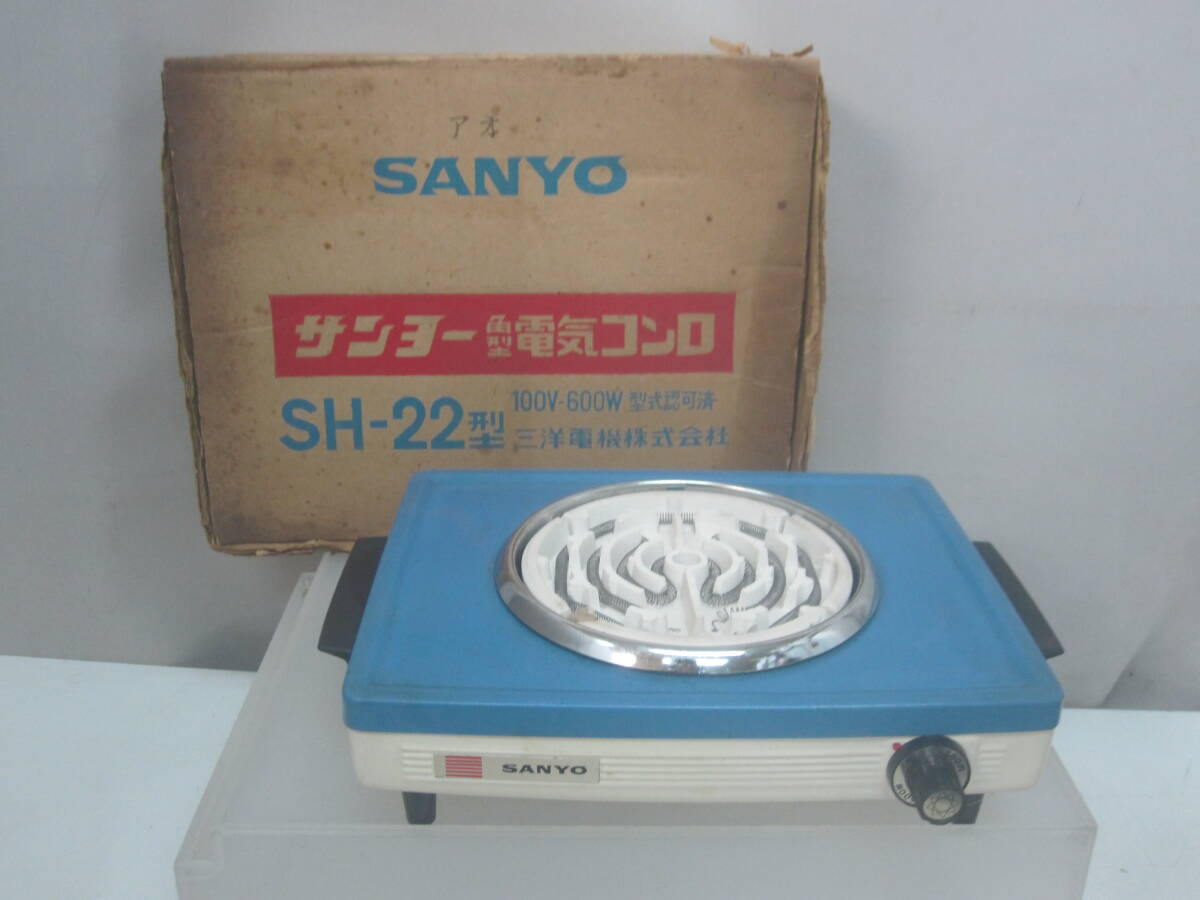 アオ
SANYO
サンヨー角型電気コンロ
SH-22型 100V-600W 型式認可済
三洋電機株式会社
SANYO